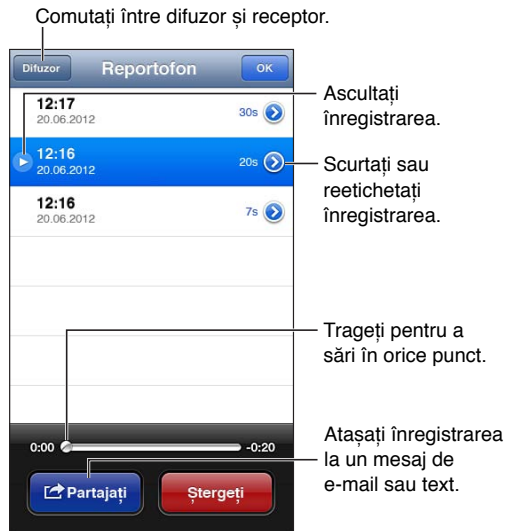 Comutați între difuzor și receptor.
Difuzor
Reportofon
OK
12:17
20.06.2012
30s
Ascultați
înregistrarea.
12:16
20.06.2012
20s
Scurtați sau
reetichetați
înregistrarea.
12:16
20.06.2012
7s
Trageți pentru a
sări în orice punct.
0:00
-0:20
Atașați înregistrarea
la un mesaj de
e-mail sau text.
Partajați
Ștergeți